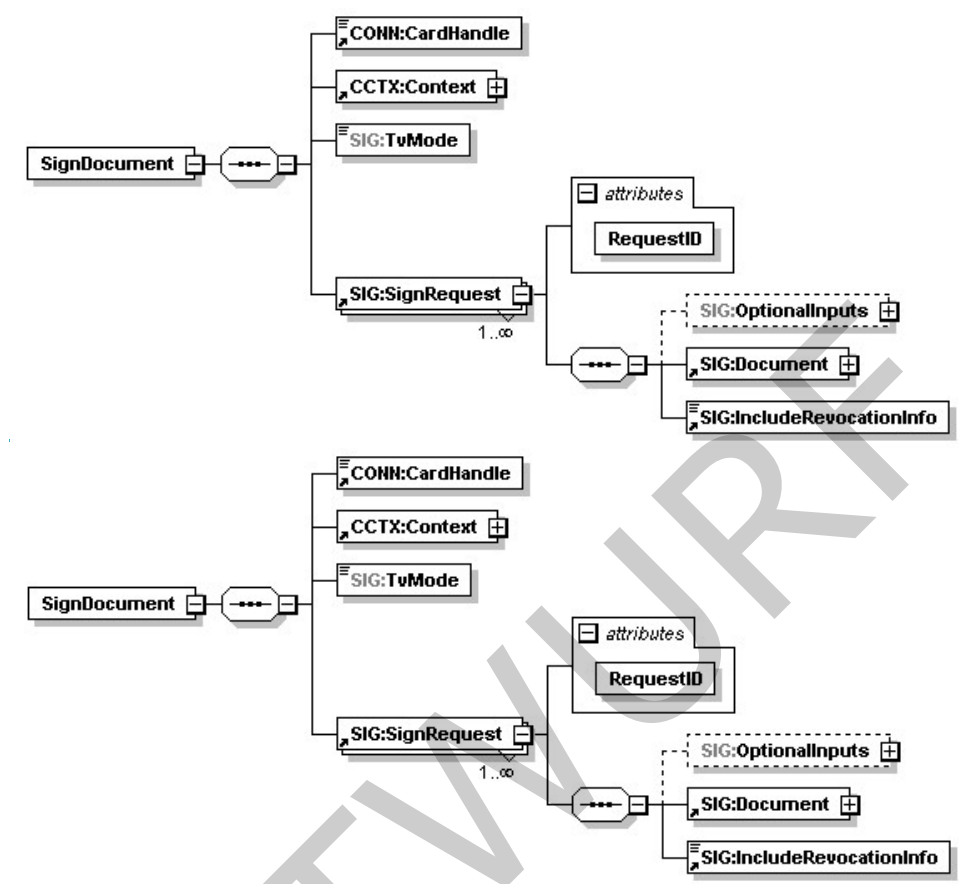 CONN:CardHandle
CCTX:Context
SIG:TvMode
SignDocument
attributes
RequestID
SIG:SignRequest
1..∞
SIG:OptionalInputs
SIG:Document
SIG:IncludeRevocationInfo
CONN:CardHandle
CCTX:Context
SIG:TvMode
SignDocument
attributes
RequestID
SIG:SignRequest
1..∞
SIG:OptionalInputs
SIG:Document
SIG:IncludeRevocationInfo
TWURF